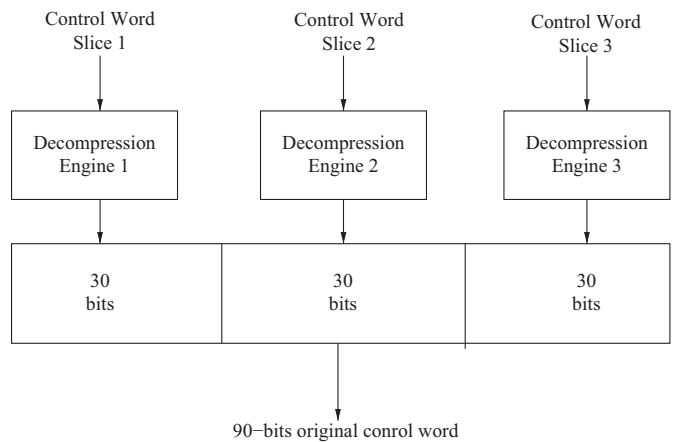 Control Word
Slice 1
Control Word
Slice 2
Control Word
Slice 3
Decompression
Engine 1
Decompression
Engine 2
Decompression
Engine 3
30
bits
30
bits
30
bits
90−bits original conrol word